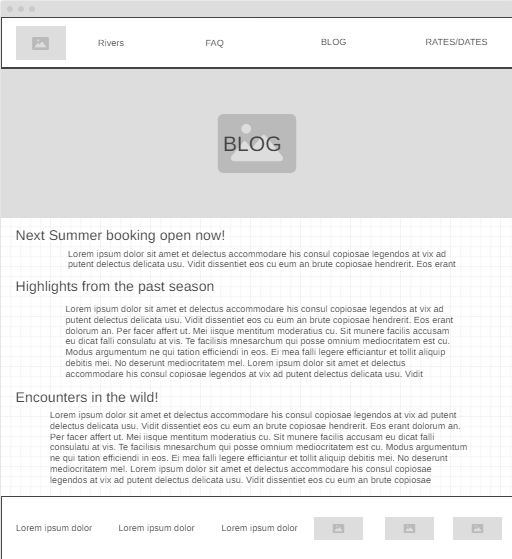 Rivers
FAQ
BLOG
RATES/DATES
BLOG
Next Summer booking open now!
Lorem ipsum dolor sit amet et delectus accommodare his consul copiosae legendos at vix ad
putent delectus delicata usu. Vidit dissentiet eos cu eum an brute copiosae hendrerit. Eos erant
Highlights from the past season
Lorem ipsum dolor sit amet et delectus accommodare his consul copiosae legendos at vix ad
putent delectus delicata usu. Vidit dissentiet eos cu eum an brute copiosae hendrerit. Eos erant
dolorum an. Per facer affert ut. Mei iisque mentitum moderatius cu. Sit munere facilis accusam
eu dicat falli consulatu at vis. Te facilisis mnesarchum qui posse omnium mediocritatem est cu.
Modus argumentum ne qui tation efficiendi in eos. Ei mea falli legere efficiantur et tollit aliquip
debitis mei. No deserunt mediocritatem mel. Lorem ipsum dolor sit amet et delectus
accommodare his consul copiosae legendos at vix ad putent delectus delicata usu. Vidit
Encounters in the wild!
Lorem ipsum dolor sit amet et delectus accommodare his consul copiosae legendos at vix ad putent
delectus delicata usu. Vidit dissentiet eos cu eum an brute copiosae hendrerit. Eos erant dolorum an.
Per facer affert ut. Mei iisque mentitum moderatius cu. Sit munere facilis accusam eu dicat falli
consulatu at vis. Te facilisis mnesarchum qui posse omnium mediocritatem est cu. Modus argumentum
ne qui tation efficiendi in eos. Ei mea falli legere efficiantur et tollit aliquip debitis mei. No deserunt
mediocritatem mel. Lorem ipsum dolor sit amet et delectus accommodare his consul copiosae
legendos at vix ad putent delectus delicata usu. Vidit dissentiet eos cu eum an brute copiosae
Lorem ipsum dolor
Lorem ipsum dolor
Lorem ipsum dolor